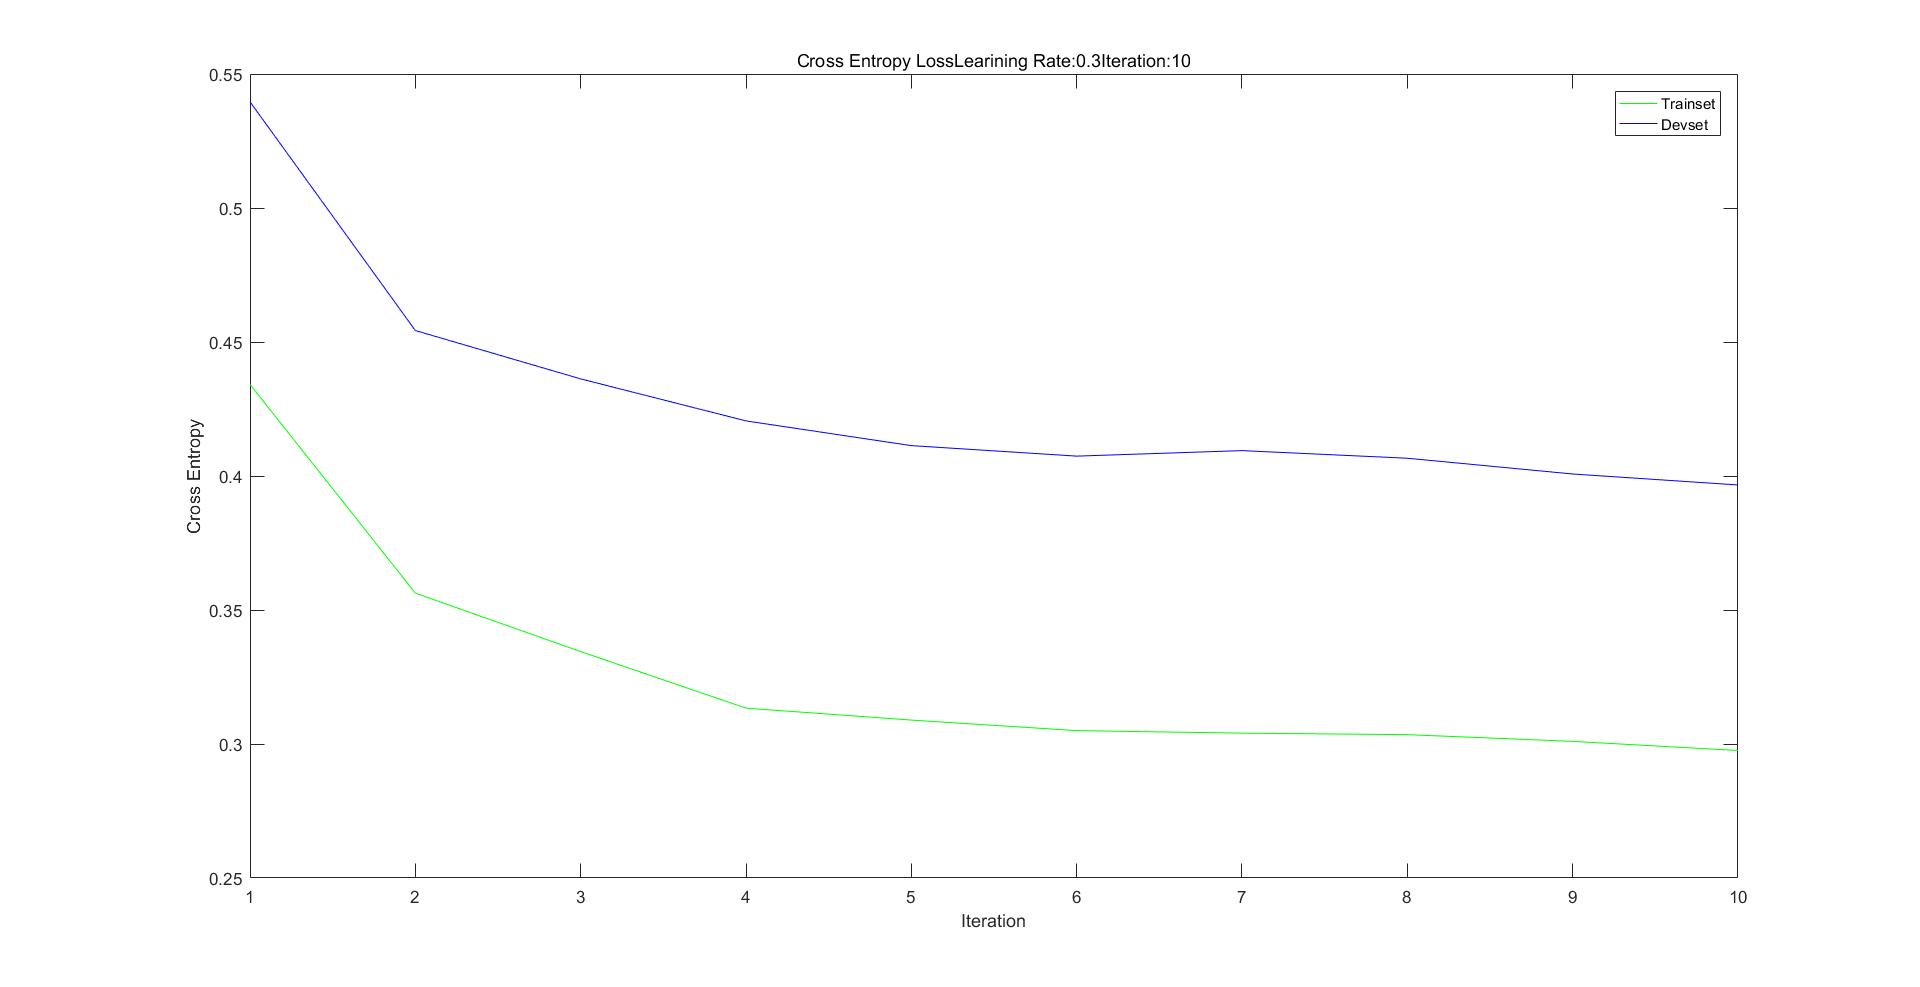 Cross Entropy LossLearining Rate:0.3Iteration:10
Trainset
Devset
Cross Entropy
0.55
0.5
0.45
0.4
0.35
0.3
0.25
1 2 3 4 5 6 7 8 9 10
Iteration